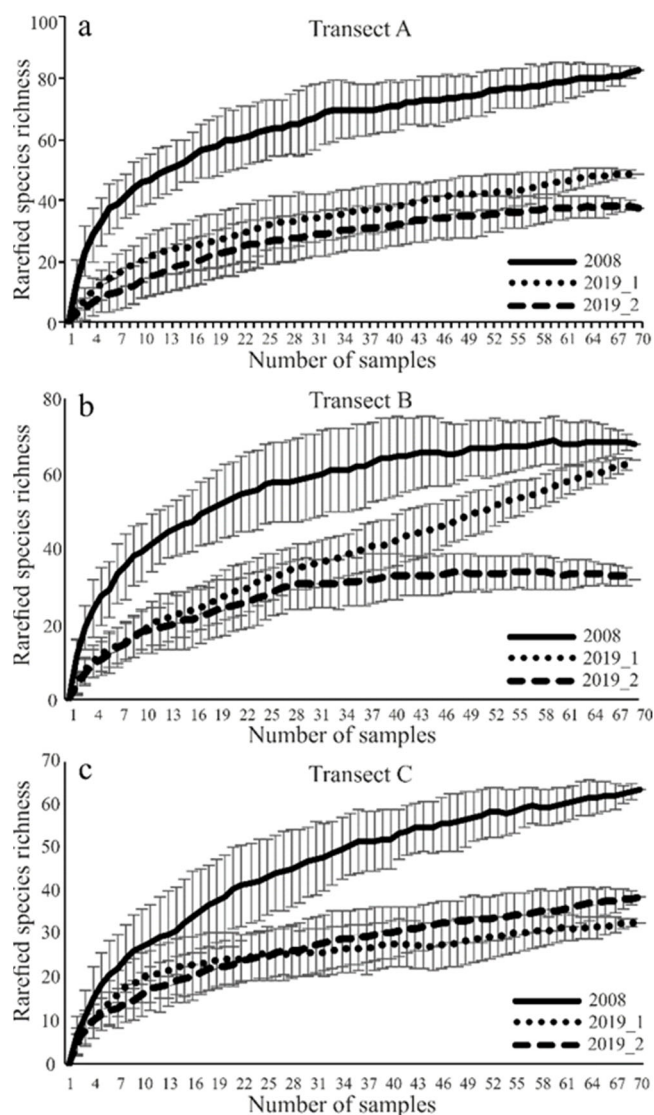 a
Transect A
100
80
60
40
20
0
Rarefied species richness
2008
2019_1
2019_2
1 4 7 10 13 16 19 22 25 28 31 34 37 40 43 46 49 52 55 58 61 64 67 70
Number of samples
b
Transect B
80
60
40
20
0
Rarefied species richness
2008
2019_1
2019_2
1 4 7 10 13 16 19 22 25 28 31 34 37 40 43 46 49 52 55 58 61 64 67 70
Number of samples
c
Transect C
70
60
50
40
30
20
10
0
Rarefied species richness
2008
2019_1
2019_2
1 4 7 10 13 16 19 22 25 28 31 34 37 40 43 46 49 52 55 58 61 64 67 70
Number of samples